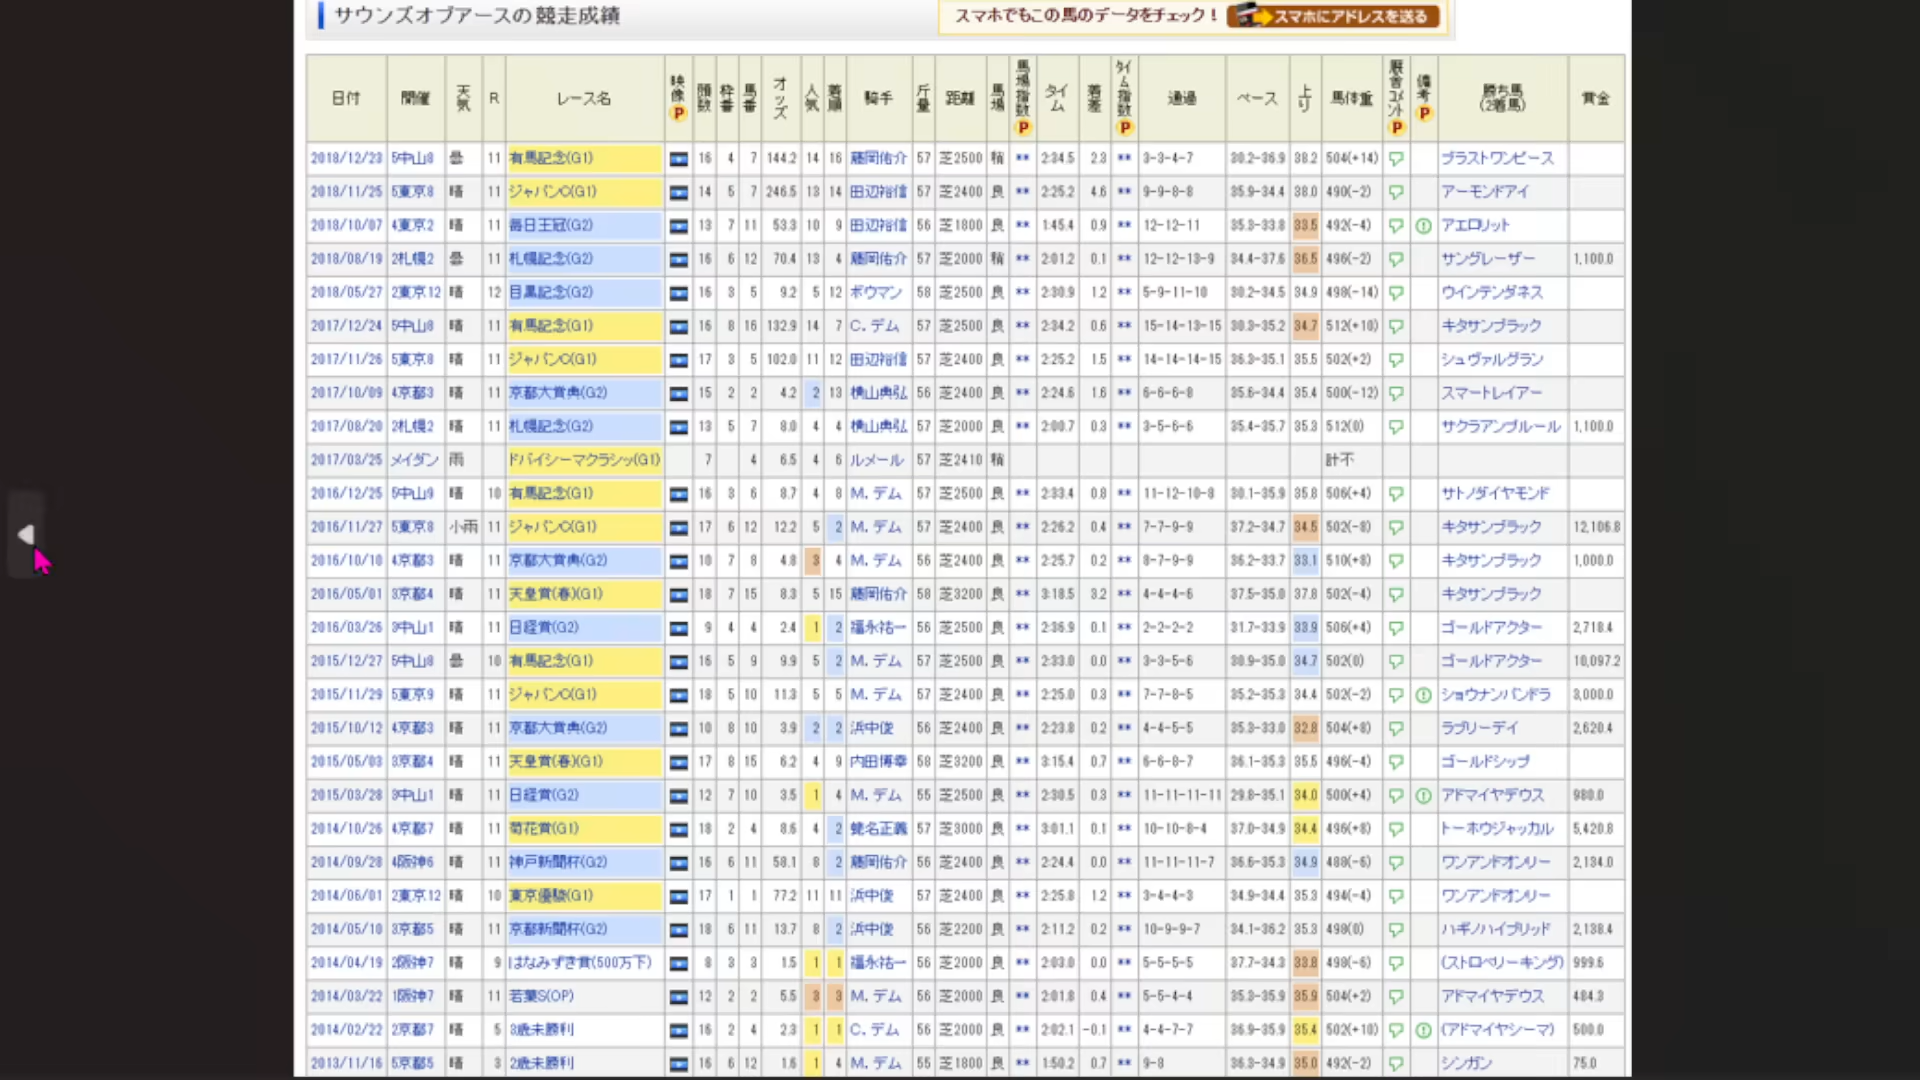 サウンズオブアースの競走成績
スマホでもこの馬のデータをチェック! スマホにアドレスを送る
日付 開催 天気 R レース名 映像 P 頭数 枠番 馬番 オッズ 人気 着順 騎手 斤量 距離 馬場 馬場指数 P タイム 着差 タイム指数 P 通過 ペース 上り 馬体重 厩舎コメント P 備考 P 勝ち馬(2着馬) 賞金
2018/12/23 5中山8 曇 11 有馬記念(G1) 16 4 7 144.2 14 16 藤岡佑介 57 芝2500 稍 ** 2:34.5 2.3 ** 3-3-4-7 30.2-36.9 38.2 504(+14) ブラストワンピース
2018/11/25 5東京8 晴 11 ジャパンC(G1) 14 5 7 246.5 13 14 田辺裕信 57 芝2400 良 ** 2:25.2 4.6 ** 9-9-8-8 35.9-34.4 38.0 490(-2) アーモンドアイ
2018/10/07 4東京2 晴 11 毎日王冠(G2) 13 7 11 53.3 10 9 田辺裕信 56 芝1800 良 ** 1:45.4 0.9 ** 12-12-11 35.3-33.8 33.5 492(-4) アエロリット
2018/08/19 2札幌2 曇 11 札幌記念(G2) 16 6 12 70.4 13 4 藤岡佑介 57 芝2000 稍 ** 2:01.2 0.1 ** 12-12-13-9 34.4-37.6 36.5 496(-2) サングレーザー 1,100.0
2018/05/27 2東京12 晴 12 目黒記念(G2) 16 3 5 9.2 5 12 ボウマン 58 芝2500 良 ** 2:30.9 1.2 ** 5-9-11-10 30.2-34.5 34.9 498(-14) ウインテンダネス
2017/12/24 5中山8 晴 11 有馬記念(G1) 16 8 16 132.9 14 7 C.デム 57 芝2500 良 ** 2:34.2 0.6 ** 15-14-13-15 30.3-35.2 34.7 512(+10) キタサンブラック
2017/11/26 5東京8 晴 11 ジャパンC(G1) 17 3 5 102.0 11 12 田辺裕信 57 芝2400 良 ** 2:25.2 1.5 ** 14-14-14-15 36.3-35.1 35.5 502(+2) シュヴァルグラン
2017/10/09 4京都3 晴 11 京都大賞典(G2) 15 2 2 4.2 2 13 横山典弘 56 芝2400 良 ** 2:24.6 1.6 ** 6-6-6-8 35.6-34.4 35.4 500(-12) スマートレイアー
2017/08/20 2札幌2 晴 11 札幌記念(G2) 13 5 7 8.0 4 4 横山典弘 57 芝2000 良 ** 2:00.7 0.3 ** 3-5-6-6 35.4-35.7 35.3 512(0) サクラアンプルール 1,100.0
2017/03/25 メイダン 雨 ドバイシーマクラシッ(G1) 7 4 6.5 4 6 ルメール 57 芝2410 稍 計不
2016/12/25 5中山9 晴 10 有馬記念(G1) 16 3 6 8.7 4 8 M.デム 57 芝2500 良 ** 2:33.4 0.8 ** 11-12-10-8 30.1-35.9 35.8 506(+4) サトノダイヤモンド
2016/11/27 5東京8 小雨 11 ジャパンC(G1) 17 6 12 12.2 5 2 M.デム 57 芝2400 良 ** 2:26.2 0.4 ** 7-7-9-9 37.2-34.7 34.5 502(-8) キタサンブラック 12,106.8
2016/10/10 4京都3 晴 11 京都大賞典(G2) 10 7 8 4.8 3 4 M.デム 56 芝2400 良 ** 2:25.7 0.2 ** 8-7-9-9 36.2-33.7 33.1 510(+8) キタサンブラック 1,000.0
2016/05/01 3京都4 晴 11 天皇賞(春)(G1) 18 7 15 8.3 5 15 藤岡佑介 58 芝3200 良 ** 3:18.5 3.2 ** 4-4-4-6 37.5-35.0 37.8 502(-4) キタサンブラック
2016/03/26 3中山1 晴 11 日経賞(G2) 9 4 4 2.4 1 2 福永祐一 56 芝2500 良 ** 2:36.9 0.1 ** 2-2-2-2 31.7-33.9 33.9 506(+4) ゴールドアクター 2,718.4
2015/12/27 5中山8 曇 10 有馬記念(G1) 16 5 9 9.9 5 2 M.デム 57 芝2500 良 ** 2:33.0 0.0 ** 3-3-5-6 30.9-35.0 34.7 502(0) ゴールドアクター 10,097.2
2015/11/29 5東京9 晴 11 ジャパンC(G1) 18 5 10 11.3 5 5 M.デム 57 芝2400 良 ** 2:25.0 0.3 ** 7-7-8-5 35.2-35.3 34.4 502(-2) ショウナンパンドラ 3,000.0
2015/10/12 4京都3 晴 11 京都大賞典(G2) 10 8 10 3.9 2 2 浜中俊 56 芝2400 良 ** 2:23.8 0.2 ** 4-4-5-5 35.3-33.0 32.8 504(+8) ラブリーデイ 2,620.4
2015/05/03 3京都4 晴 11 天皇賞(春)(G1) 17 8 15 6.2 4 9 内田博幸 58 芝3200 良 ** 3:15.4 0.7 ** 6-6-8-7 36.1-35.3 35.5 496(-4) ゴールドシップ
2015/03/28 3中山1 晴 11 日経賞(G2) 12 7 10 3.5 1 4 M.デム 55 芝2500 良 ** 2:30.5 0.3 ** 11-11-11-11 29.8-35.1 34.0 500(+4) アドマイヤデウス 980.0
2014/10/26 4京都7 晴 11 菊花賞(G1) 18 2 4 8.6 4 2 蛯名正義 57 芝3000 良 ** 3:01.1 0.1 ** 10-10-8-4 37.0-34.9 34.4 496(+8) トーホウジャッカル 5,420.8
2014/09/28 4阪神6 晴 11 神戸新聞杯(G2) 16 6 11 58.1 8 2 藤岡佑介 56 芝2400 良 ** 2:24.4 0.0 ** 11-11-11-7 36.6-35.3 34.9 488(-6) ワンアンドオンリー 2,134.0
2014/06/01 2東京12 晴 10 東京優駿(G1) 17 1 1 77.2 11 11 浜中俊 57 芝2400 良 ** 2:25.8 1.2 ** 3-4-4-3 34.9-34.4 35.3 494(-4) ワンアンドオンリー
2014/05/10 3京都5 晴 11 京都新聞杯(G2) 18 6 11 13.7 8 2 浜中俊 56 芝2200 良 ** 2:11.2 0.2 ** 10-9-9-7 34.1-36.2 35.3 498(0) ハギノハイブリッド 2,138.4
2014/04/19 2阪神7 晴 9 はなみずき賞(500万下) 8 3 3 1.5 1 1 福永祐一 56 芝2000 良 ** 2:03.0 0.0 ** 5-5-5-5 37.7-34.3 33.8 498(-6) (ストロベリーキング) 999.6
2014/03/22 1阪神7 晴 11 若葉S(OP) 12 2 2 5.5 3 3 M.デム 56 芝2000 良 ** 2:01.8 0.4 ** 5-5-4-4 35.3-35.9 35.9 504(+2) アドマイヤデウス 484.3
2014/02/22 2京都7 晴 5 3歳未勝利 16 2 4 2.3 1 1 C.デム 56 芝2000 良 ** 2:02.1 -0.1 ** 4-4-7-7 36.9-35.9 35.4 502(+10) (アドマイヤシーマ) 500.0
2013/11/16 5京都5 晴 3 2歳未勝利 16 6 12 1.6 1 4 M.デム 55 芝1800 良 ** 1:50.2 0.7 ** 9-8 36.3-34.9 35.0 492(-2) シンガン 75.0